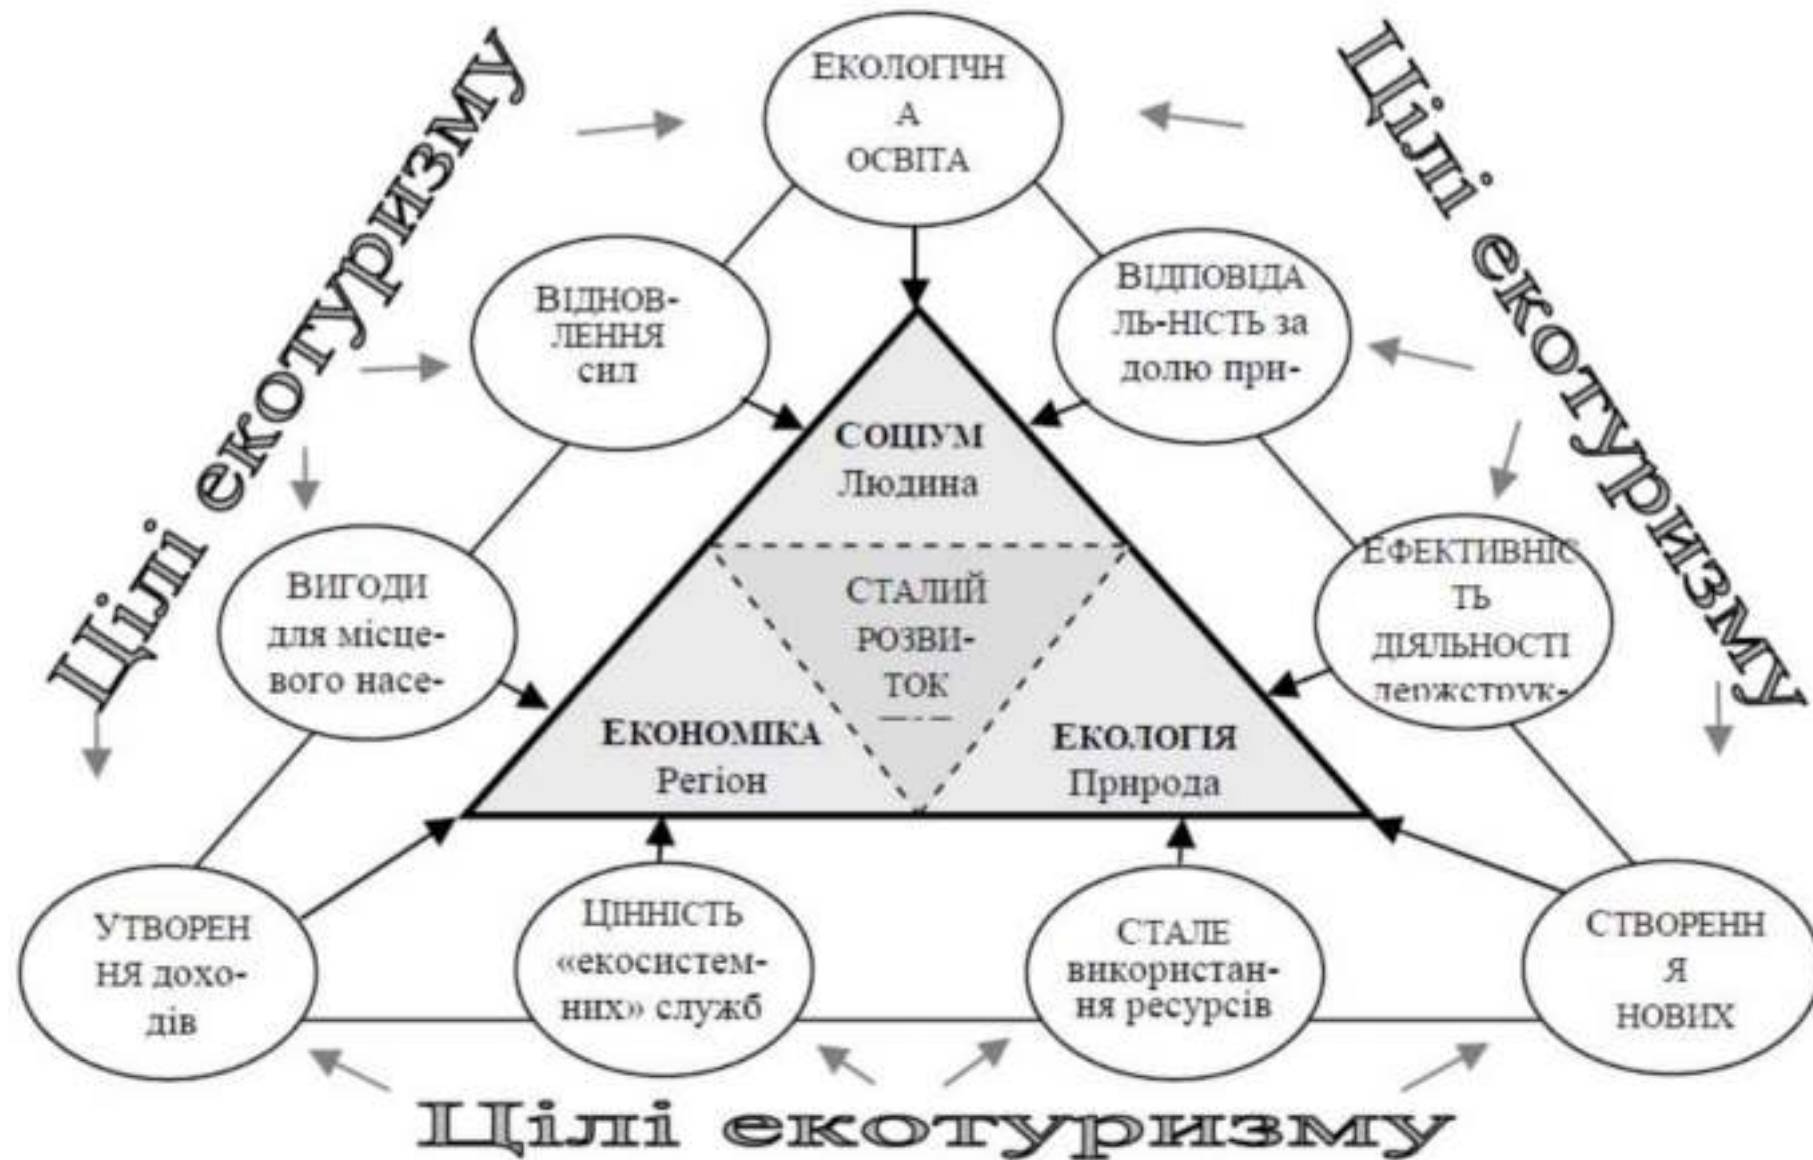 Цілі екотуризму
Цілі екотуризму
ЕКОЛОГІЧН
А
ОСВІТА
ВІДНОВ-
ЛЕННЯ
сил
ВІДПОВІДА
ЛЬ-НІСТЬ за
долю при-
СОЦІУМ
Людина
ВИГОДИ
для місце-
вого насе-
СТАЛИЙ
РОЗВИ-
ТОК
ЕФЕКТИВНІС
ТЬ
ДІЯЛЬНОСТІ
держструк-
ЕКОНОМІКА
Регіон
ЕКОЛОГІЯ
Природа
УТВОРЕН
НЯ дохо-
дів
ЦІННІСТЬ
«екосистем-
них» служб
СТАЛЕ
використан-
ня ресурсів
СТВОРЕНН
Я
НОВИХ
Цілі екотуризму